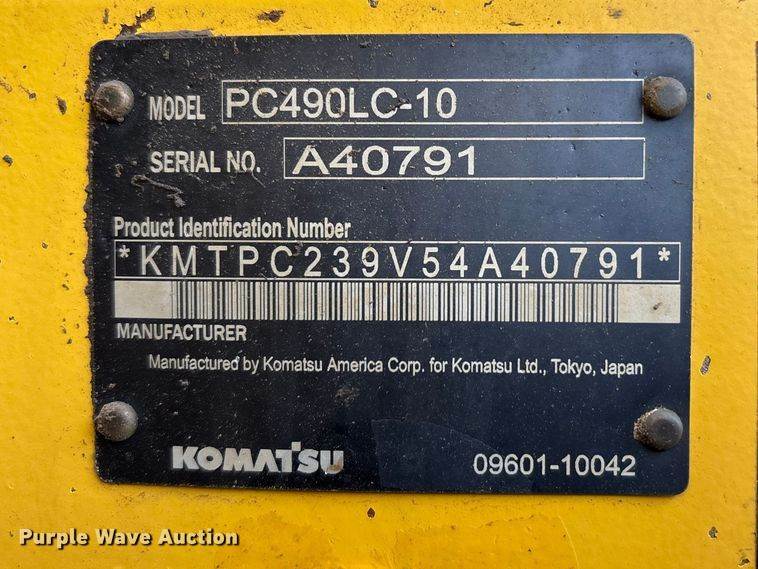 MODEL PC490LC-10
SERIAL NO. A40791
Product Identification Number
*KMTPC239V54A40791*
MANUFACTURER
Manufactured by Komatsu America Corp. for Komatsu Ltd., Tokyo, Japan
KOMATSU 09601-10042
Purple Wave Auction